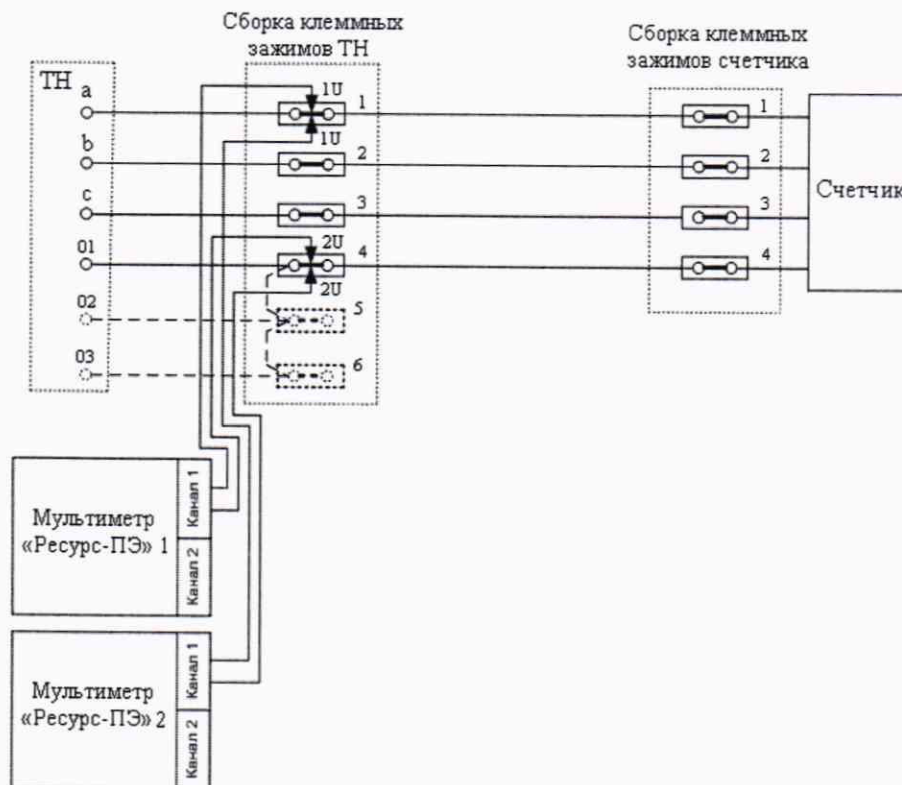 Сборка клеммных
зажимов ТН
Сборка клеммных
зажимов счетчика
ТН
a
b
c
01
02
03
1U
1
1U
2
3
2U
4
2U
5
6
1
2
3
4
Счетчик
Мультиметр
«Ресурс-ПЭ» 1
Канал 1
Канал 2
Мультиметр
«Ресурс-ПЭ» 2
Канал 1
Канал 2